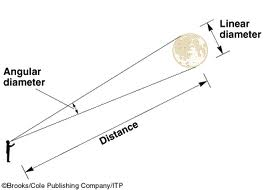 Linear
diameter
Angular
diameter
Distance
©Brooks/Cole Publishing Company/ITP